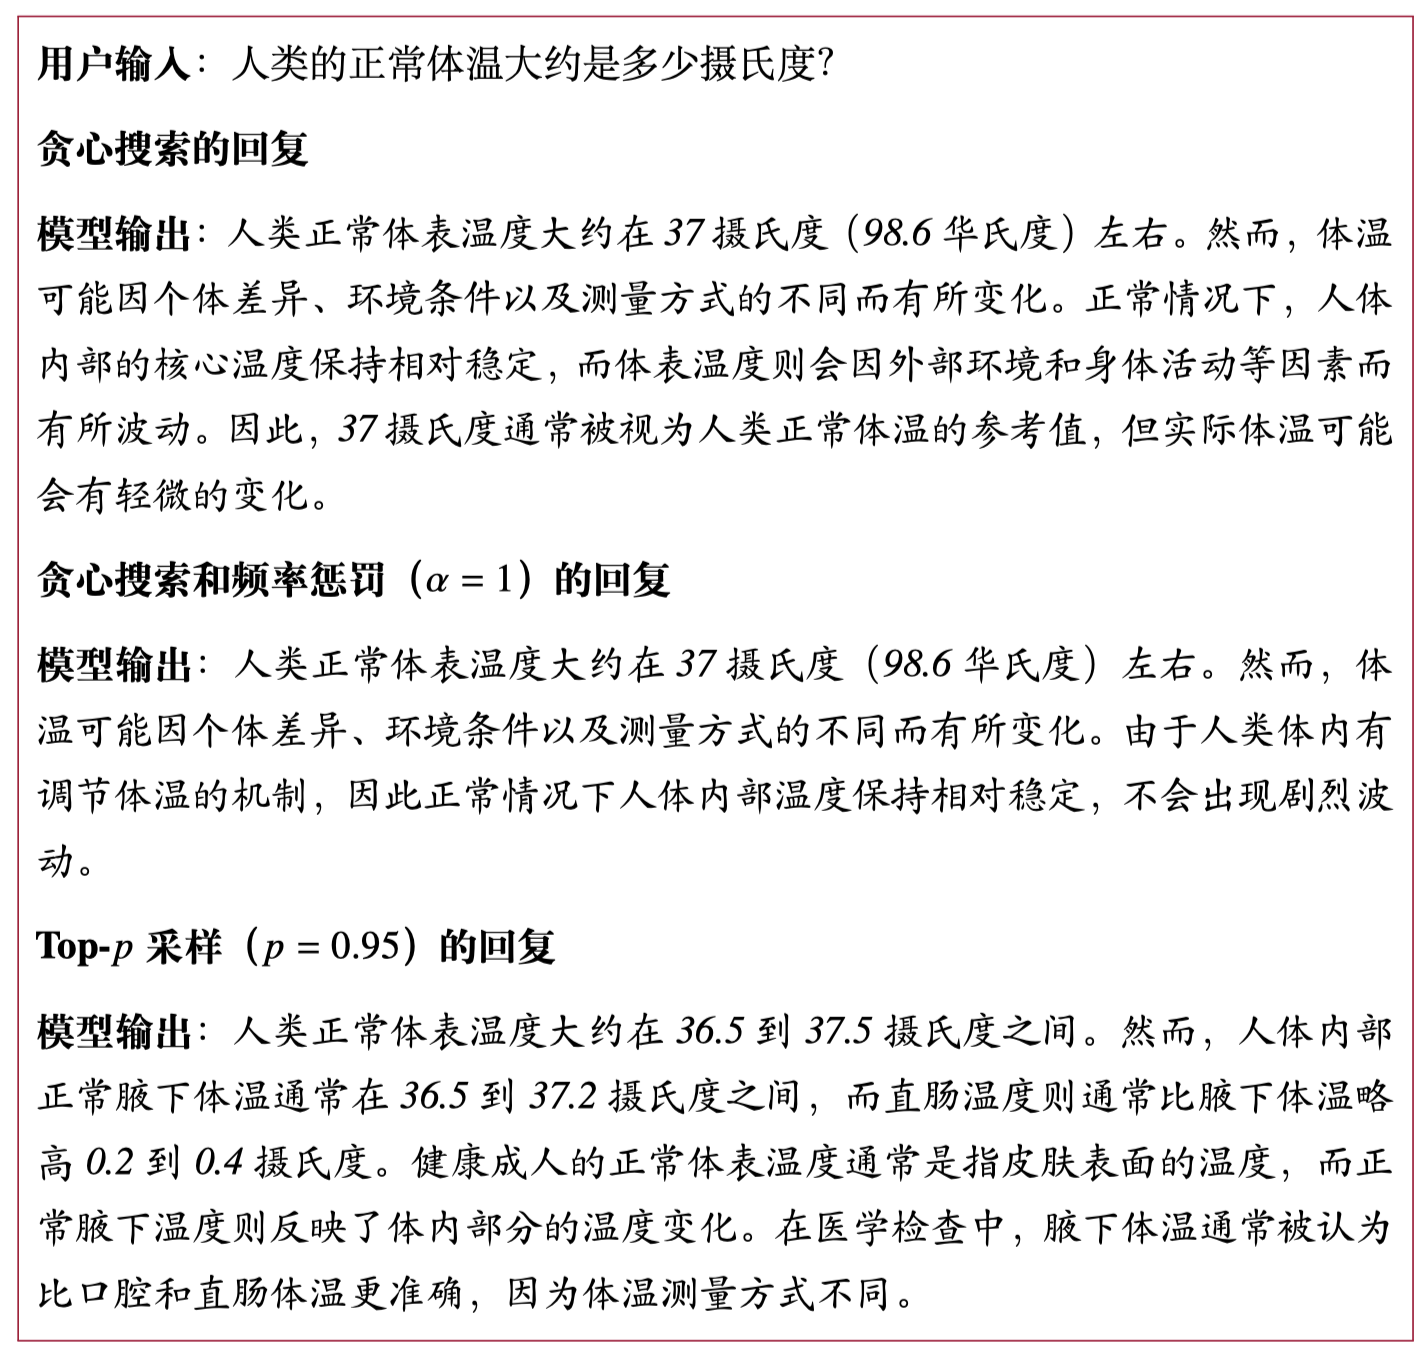 用户输入：人类的正常体温大约是多少摄氏度？
贪心搜索的回复
模型输出：人类正常体表温度大约在 37 摄氏度（98.6 华氏度）左右。然而，体温
可能因个体差异、环境条件以及测量方式的不同而有所变化。正常情况下，人体
内部的核心温度保持相对稳定，而体表温度则会因外部环境和身体活动等因素而
有所波动。因此，37 摄氏度通常被视为人类正常体温的参考值，但实际体温可能
会有轻微的变化。
贪心搜索和频率惩罚（α = 1）的回复
模型输出：人类正常体表温度大约在 37 摄氏度（98.6 华氏度）左右。然而，体
温可能因个体差异、环境条件以及测量方式的不同而有所变化。由于人类体内有
调节体温的机制，因此正常情况下人体内部温度保持相对稳定，不会出现剧烈波
动。
Top-p 采样（p = 0.95）的回复
模型输出：人类正常体表温度大约在 36.5 到 37.5 摄氏度之间。然而，人体内部
正常腋下体温通常在 36.5 到 37.2 摄氏度之间，而直肠温度则通常比腋下体温略
高 0.2 到 0.4 摄氏度。健康成人的正常体表温度通常是指皮肤表面的温度，而正
常腋下温度则反映了体内部分的温度变化。在医学检查中，腋下体温通常被认为
比口腔和直肠体温更准确，因为体温测量方式不同。